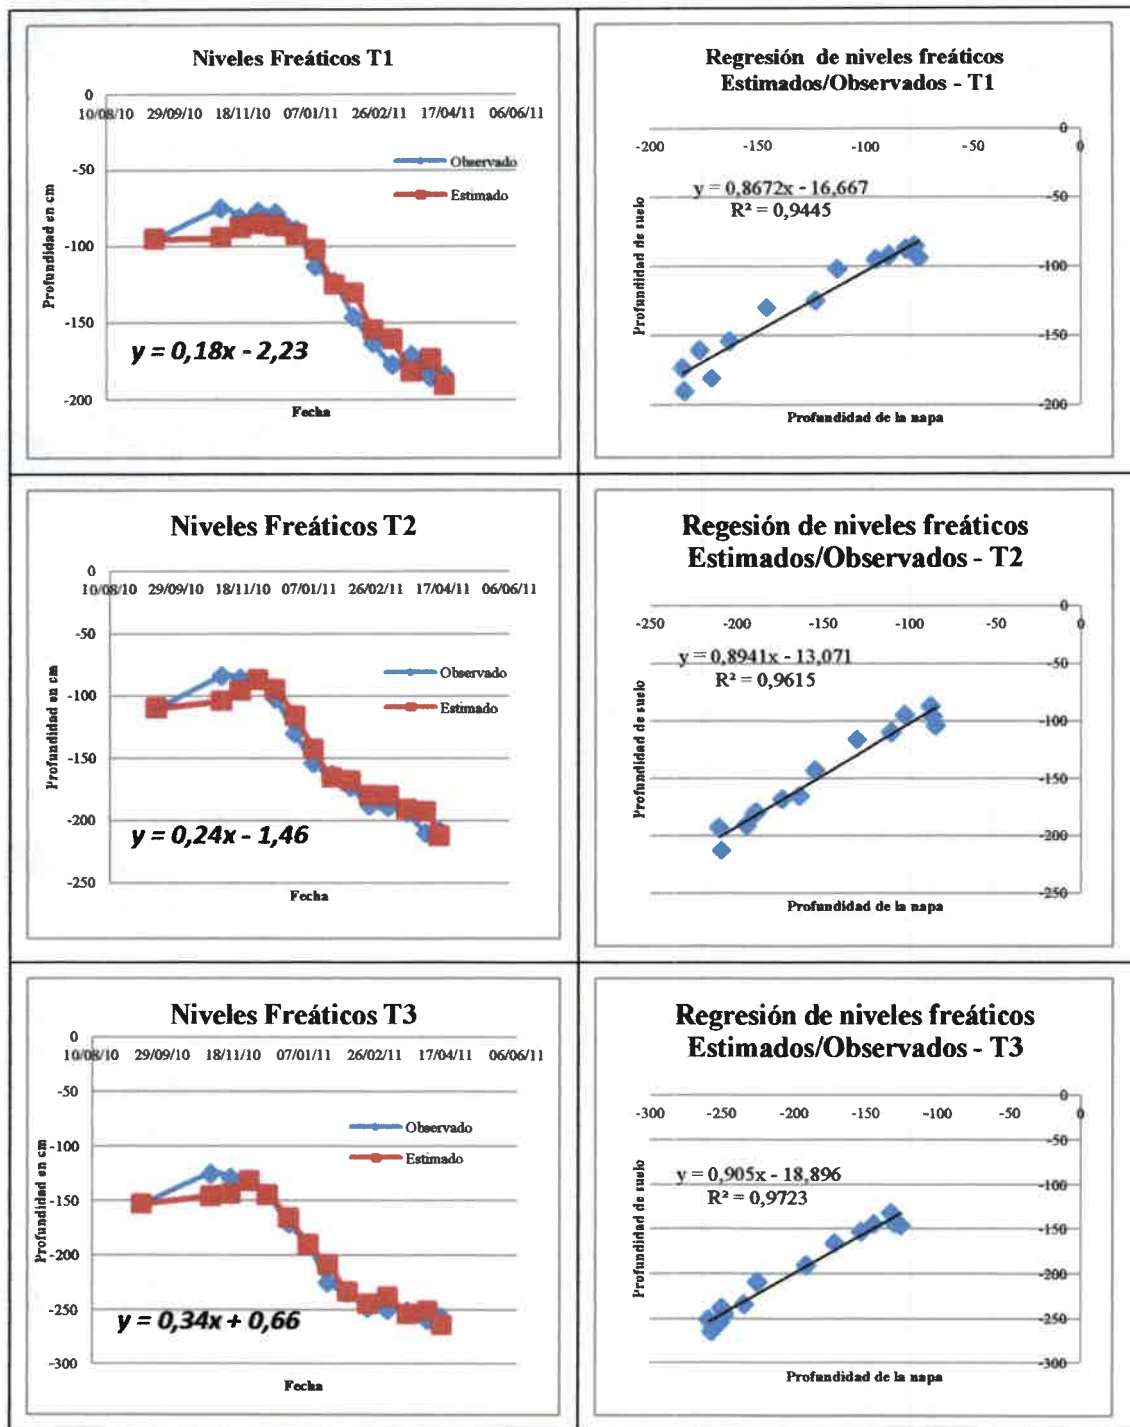 Niveles Freáticos T1
0
10/08/10 29/09/10 18/11/10 07/01/11 26/02/11 17/04/11 06/06/11
-50
-100
-150
-200
Profundidad en cm
Observado
Estimado
y = 0,18x - 2,23
Fecha
Regresión de niveles freáticos
Estimados/Observados - T1
-200 -150 -100 -50 0
0
-50
-100
-150
-200
y = 0,8672x - 16,667
R² = 0,9445
Profundidad de suelo
Profundidad de la napa
Niveles Freáticos T2
0
10/08/10 29/09/10 18/11/10 07/01/11 26/02/11 17/04/11 06/06/11
-50
-100
-150
-200
-250
Profundidad en cm
Observado
Estimado
y = 0,24x - 1,46
Fecha
Regesión de niveles freáticos
Estimados/Observados - T2
-250 -200 -150 -100 -50 0
0
-50
-100
-150
-200
-250
y = 0,8941x - 13,071
R² = 0,9615
Profundidad de suelo
Profundidad de la napa
Niveles Freáticos T3
0
10/08/10 29/09/10 18/11/10 07/01/11 26/02/11 17/04/11 06/06/11
-50
-100
-150
-200
-250
-300
Profundidad en cm
Observado
Estimado
y = 0,34x + 0,66
Fecha
Regresión de niveles freáticos
Estimados/Observados - T3
-300 -250 -200 -150 -100 -50 0
0
-50
-100
-150
-200
-250
-300
y = 0,905x - 18,896
R² = 0,9723
Profundidad de suelo
Profundidad de la napa